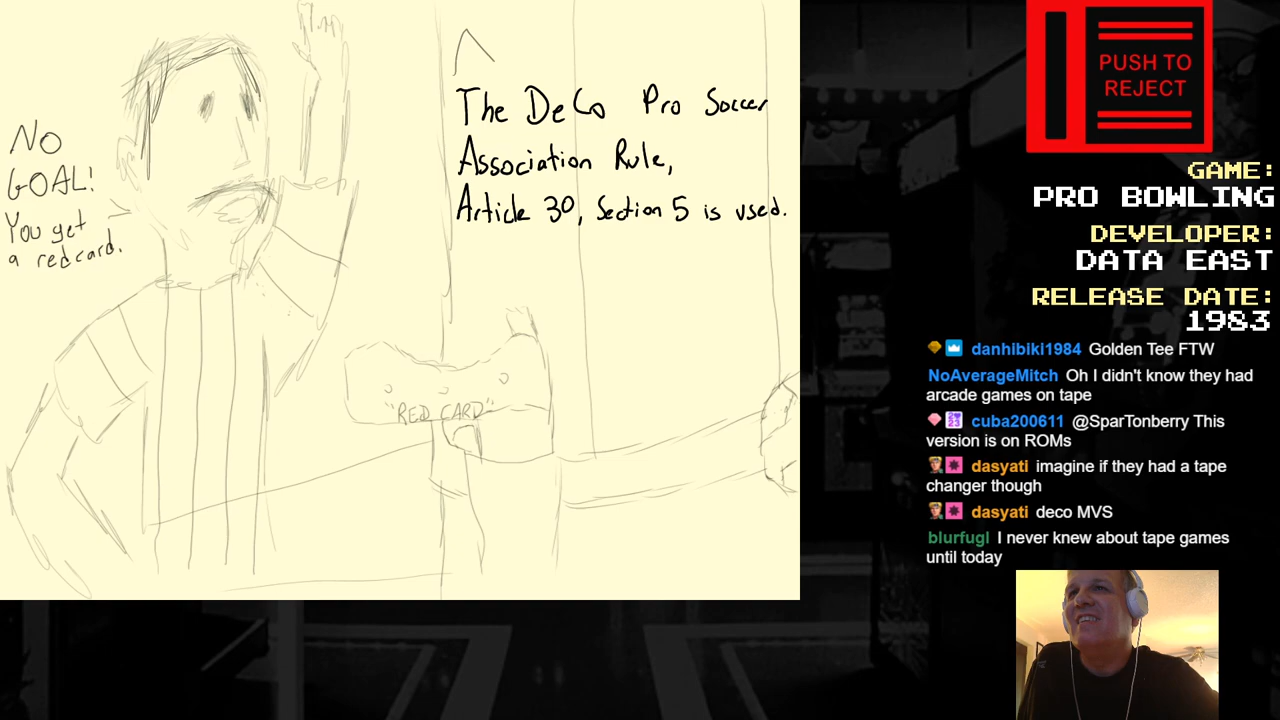 NO
GOAL!
You get
a redcard.
The DeCo Pro Soccer
Association Rule,
Article 30, Section 5 is used.
"RED CARD"
PUSH TO
REJECT
GAME:
PRO BOWLING
DEVELOPER:
DATA EAST
RELEASE DATE:
1983
danhibiki1984 Golden Tee FTW
NoAverageMitch Oh I didn't know they had
arcade games on tape
cuba200611 @SparTonberry This
version is on ROMs
dasyati imagine if they had a tape
changer though
dasyati deco MVS
blurfugl I never knew about tape games
until today